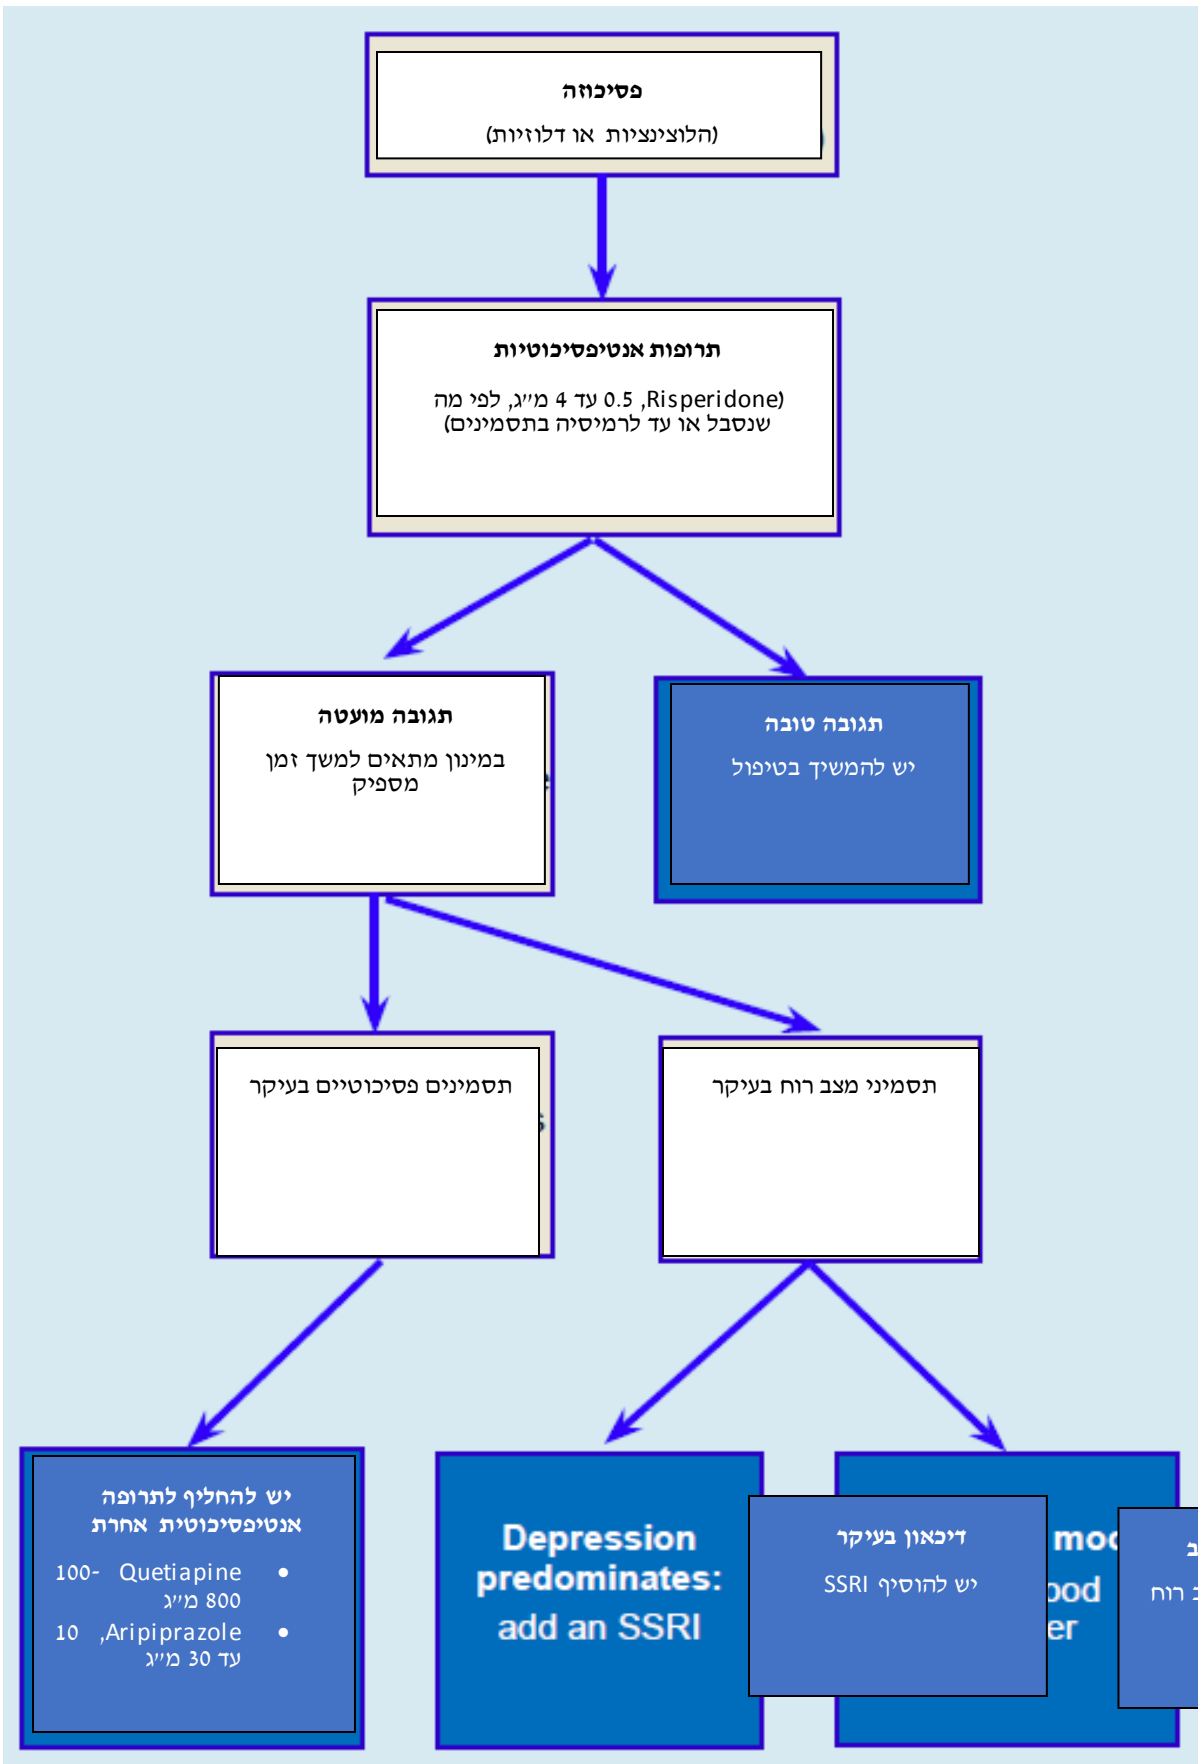 פסיכוזה
(הלוצינציות או דלוזיות)
תרופות אנטיפסיכוטיות
(Risperidone, 0.5 עד 4 מ״ג, לפי מה
שנסבל או עד לרמיסיה בתסמינים)
תגובה מועטה
במינון מתאים למשך זמן
מספיק
תגובה טובה
יש להמשיך בטיפול
תסמינים פסיכוטיים בעיקר
תסמיני מצב רוח בעיקר
יש להחליף לתרופה
אנטיפסיכוטית אחרת
• Quetiapine 100-
800 מ״ג
• Aripiprazole, 10
עד 30 מ״ג
Depression
predominates:
add an SSRI
דיכאון בעיקר
יש להוסיף SSRI
רוח